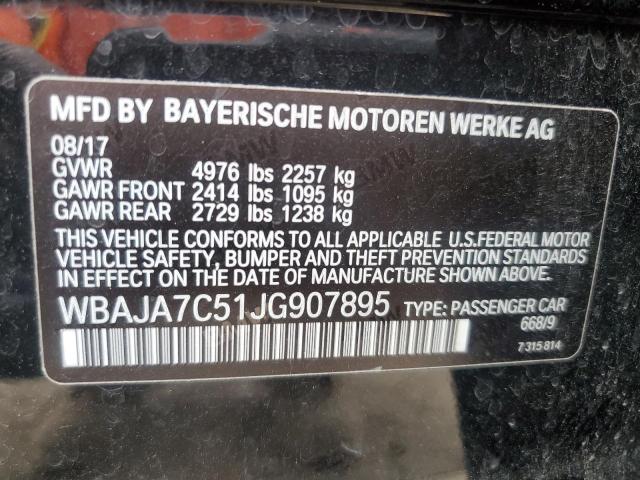 MFD BY BAYERISCHE MOTOREN WERKE AG
08/17
GVWR 4976 lbs 2257 kg
GAWR FRONT 2414 lbs 1095 kg
GAWR REAR 2729 lbs 1238 kg
THIS VEHICLE CONFORMS TO ALL APPLICABLE U.S.FEDERAL MOTOR
VEHICLE SAFETY, BUMPER AND THEFT PREVENTION STANDARDS
IN EFFECT ON THE DATE OF MANUFACTURE SHOWN ABOVE.
WBAJA7C51JG907895 TYPE: PASSENGER CAR
668/9
7 315 814